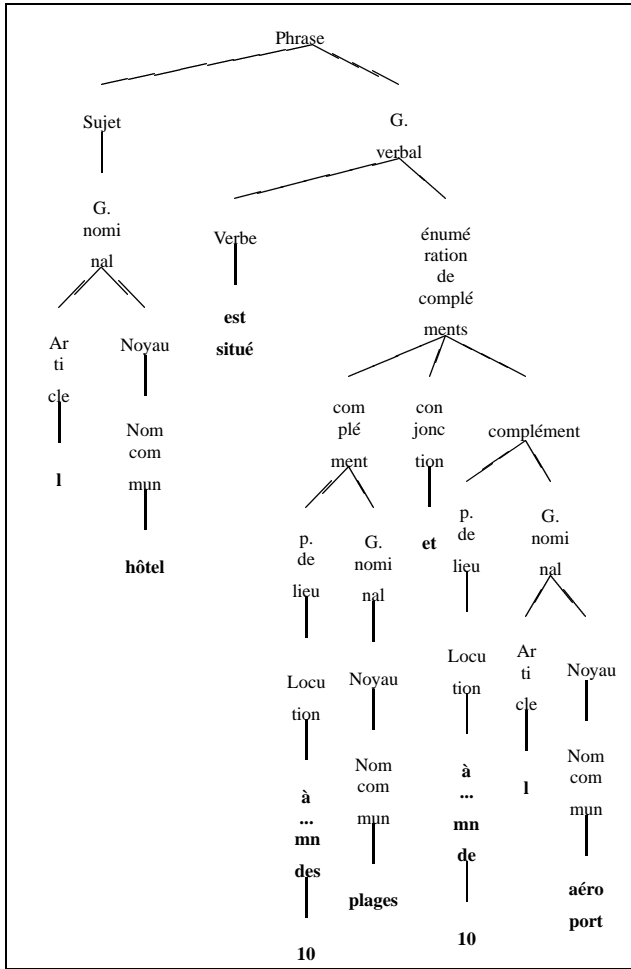 Phrase
Sujet
G.
verbal
G.
nomi
nal
Verbe
énumé
ration
de
complé
ments
est
situé
Ar
ti
cle
Noyau
com
plé
ment
con
jonc
tion
complément
l
Nom
com
mun
hôtel
p.
de
lieu
G.
nomi
nal
et
p.
de
lieu
G.
nomi
nal
Locu
tion
Noyau
Locu
tion
Ar
ti
cle
Noyau
à
...
mn
des
Nom
com
mun
à
...
mn
de
l
Nom
com
mun
10
plages
10
aéro
port